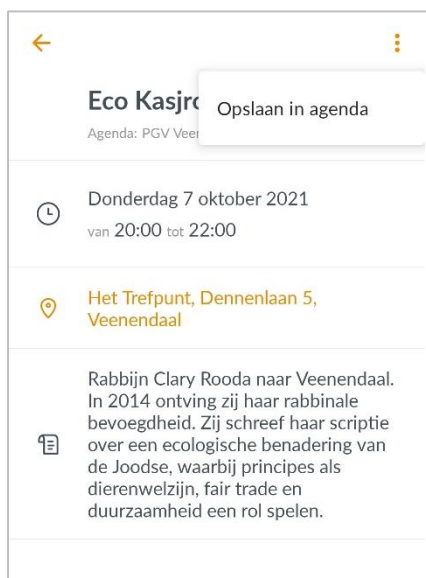 Eco Kasjro
Opslaan in agenda
Agenda: PGV Veen
Donderdag 7 oktober 2021
van 20:00 tot 22:00
Het Trefpunt, Dennenlaan 5,
Veenendaal
Rabbijn Clary Rooda naar Veenendaal.
In 2014 ontving zij haar rabbinale
bevoegdheid. Zij schreef haar scriptie
over een ecologische benadering van
de Joodse, waarbij principes als
dierenwelzijn, fair trade en
duurzaamheid een rol spelen.